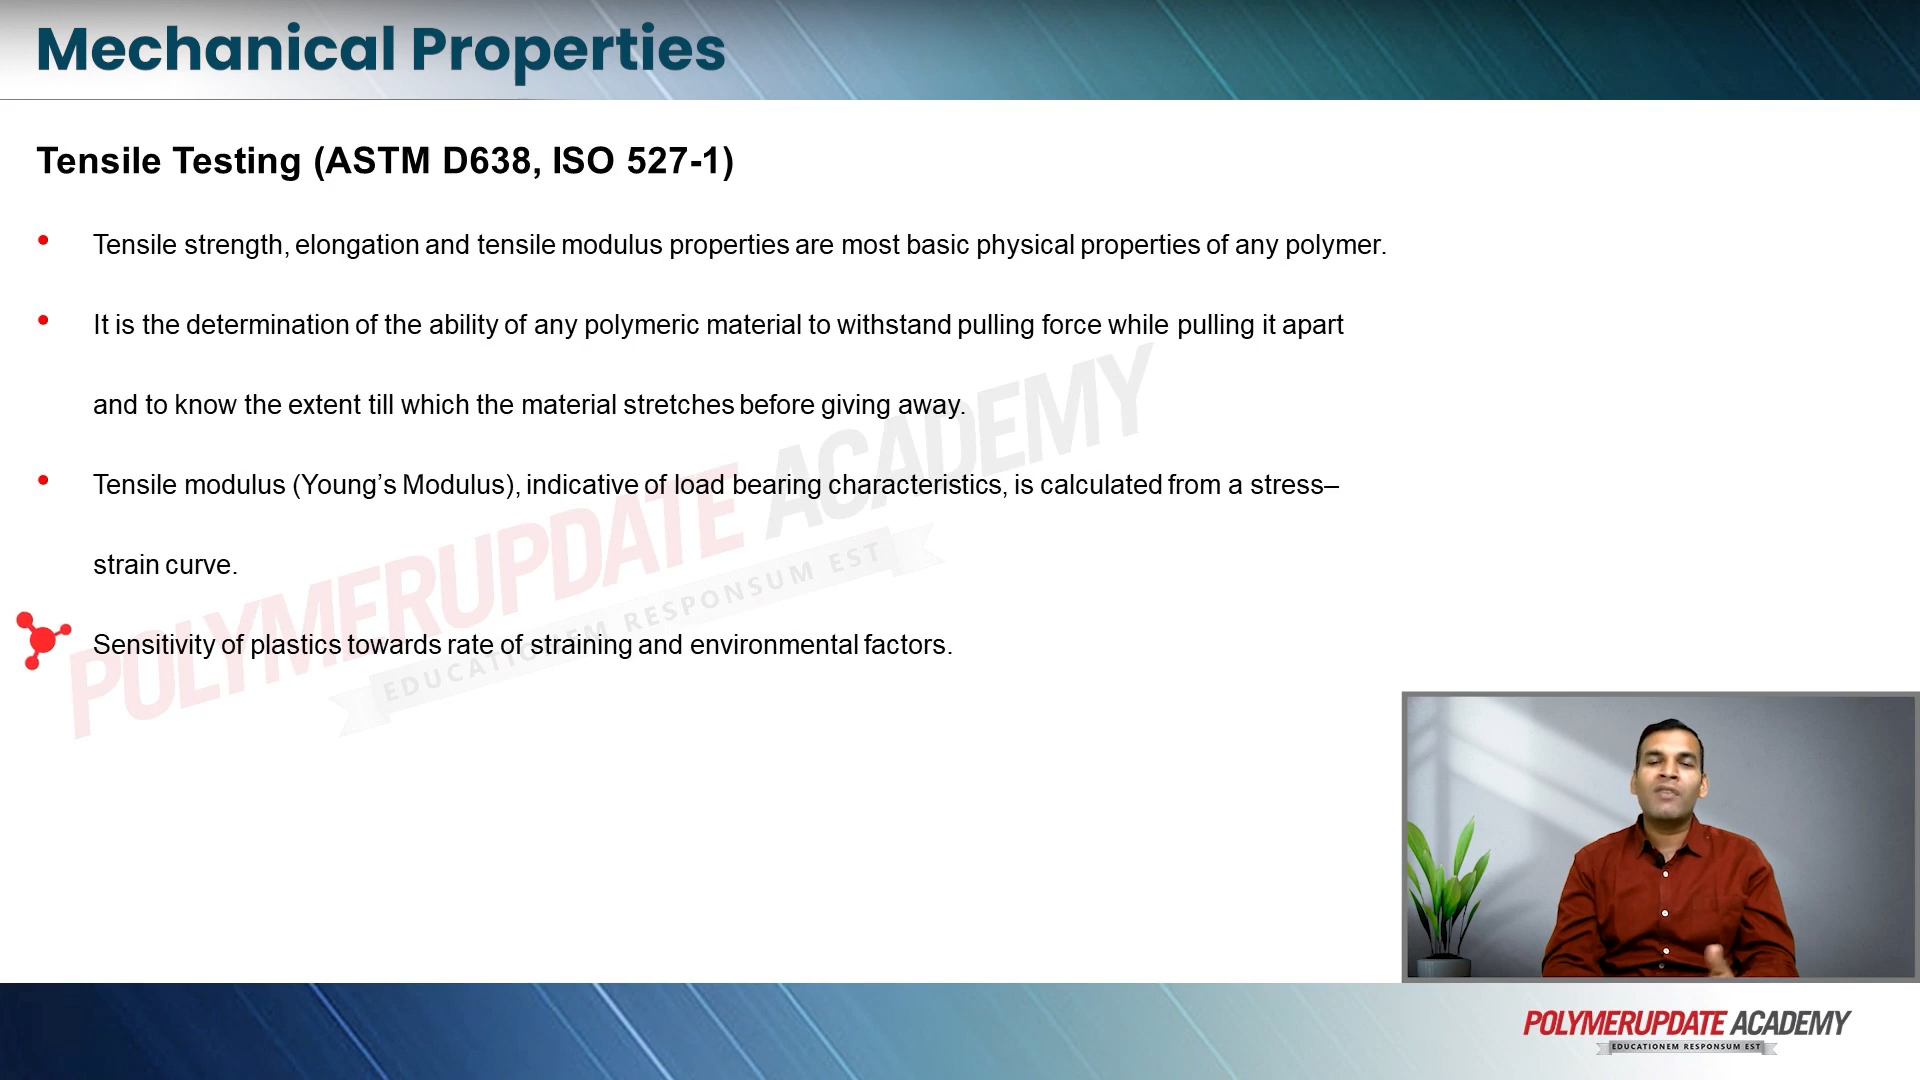 Mechanical Properties
Tensile Testing (ASTM D638, ISO 527-1)
• Tensile strength, elongation and tensile modulus properties are most basic physical properties of any polymer.
• It is the determination of the ability of any polymeric material to withstand pulling force while pulling it apart
and to know the extent till which the material stretches before giving away.
• Tensile modulus (Young’s Modulus), indicative of load bearing characteristics, is calculated from a stress–
strain curve.
Sensitivity of plastics towards rate of straining and environmental factors.
POLYMERUPDATE ACADEMY
EDUCATIONEM RESPONSUM EST
POLYMERUPDATE ACADEMY
EDUCATIONEM RESPONSUM EST